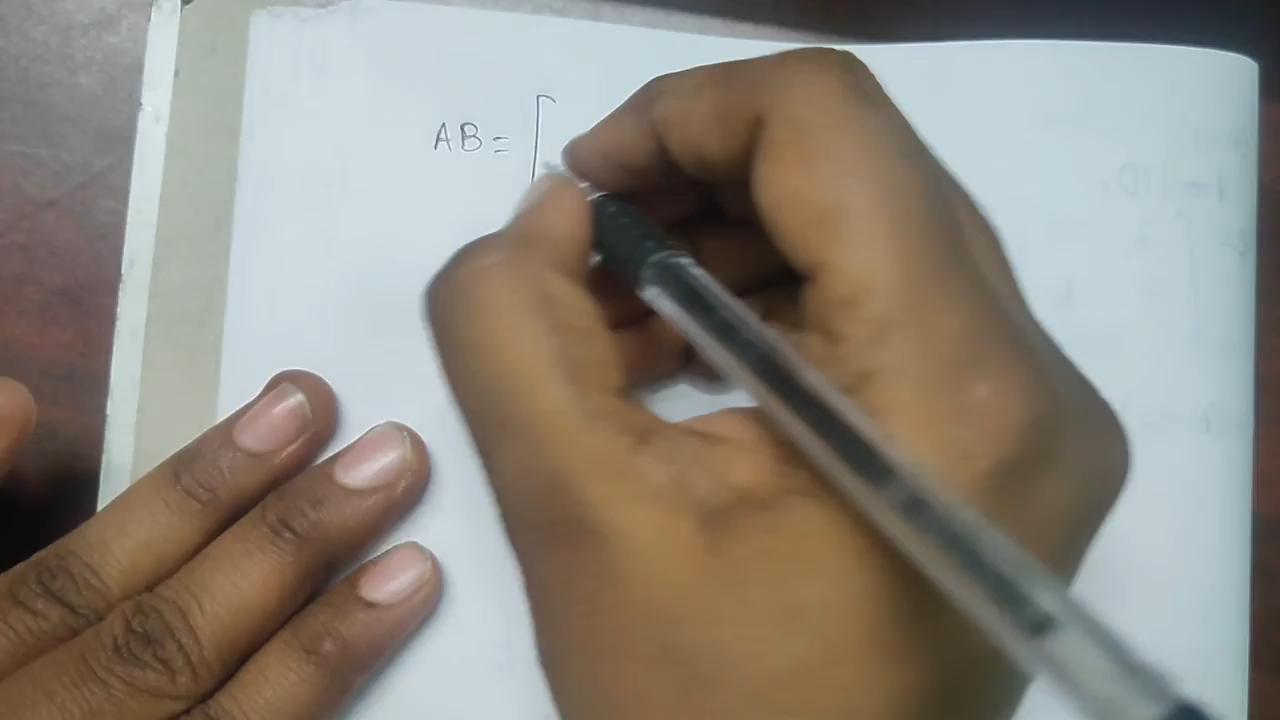 AB = [